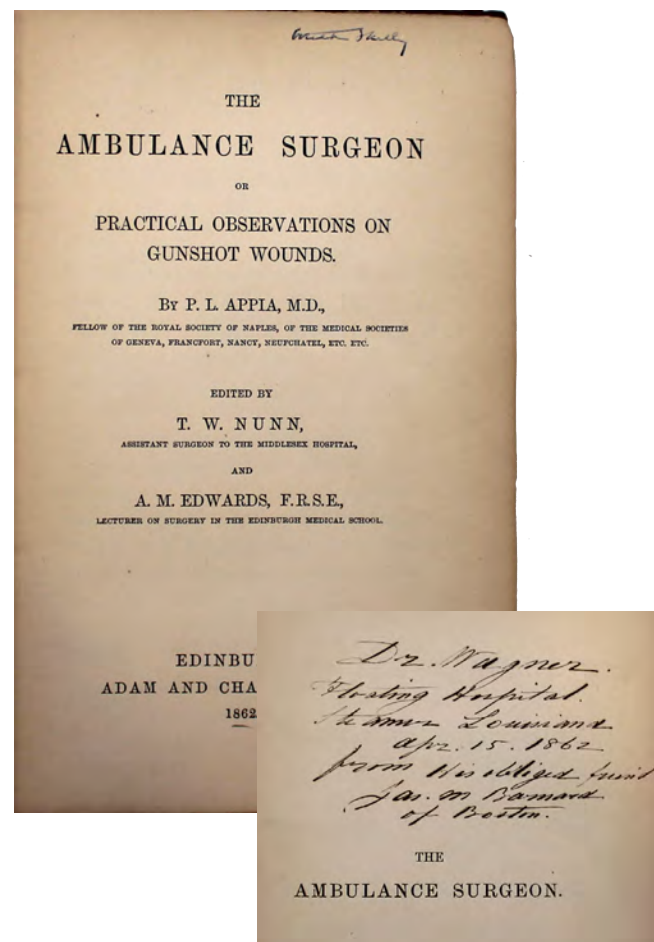 THE
AMBULANCE SURGEON
OR
PRACTICAL OBSERVATIONS ON
GUNSHOT WOUNDS.
BY P. L. APPIA, M.D.,
FELLOW OF THE ROYAL SOCIETY OF NAPLES, OF THE MEDICAL SOCIETIES
OF GENEVA, FRANCFORT, NANCY, NEUFCHATEL, ETC. ETC.
EDITED BY
T. W. NUNN,
ASSISTANT SURGEON TO THE MIDDLESEX HOSPITAL,
AND
A. M. EDWARDS, F.R.S.E.,
LECTURER ON SURGERY IN THE EDINBURGH MEDICAL SCHOOL.
EDINBU
ADAM AND CHA
1862
Dr. Wagner.
Floating Hospital.
Steamer Louisiana
Apr. 15. 1862
from His obliged friend
Jas. M Barnard
of Boston.
THE
AMBULANCE SURGEON.